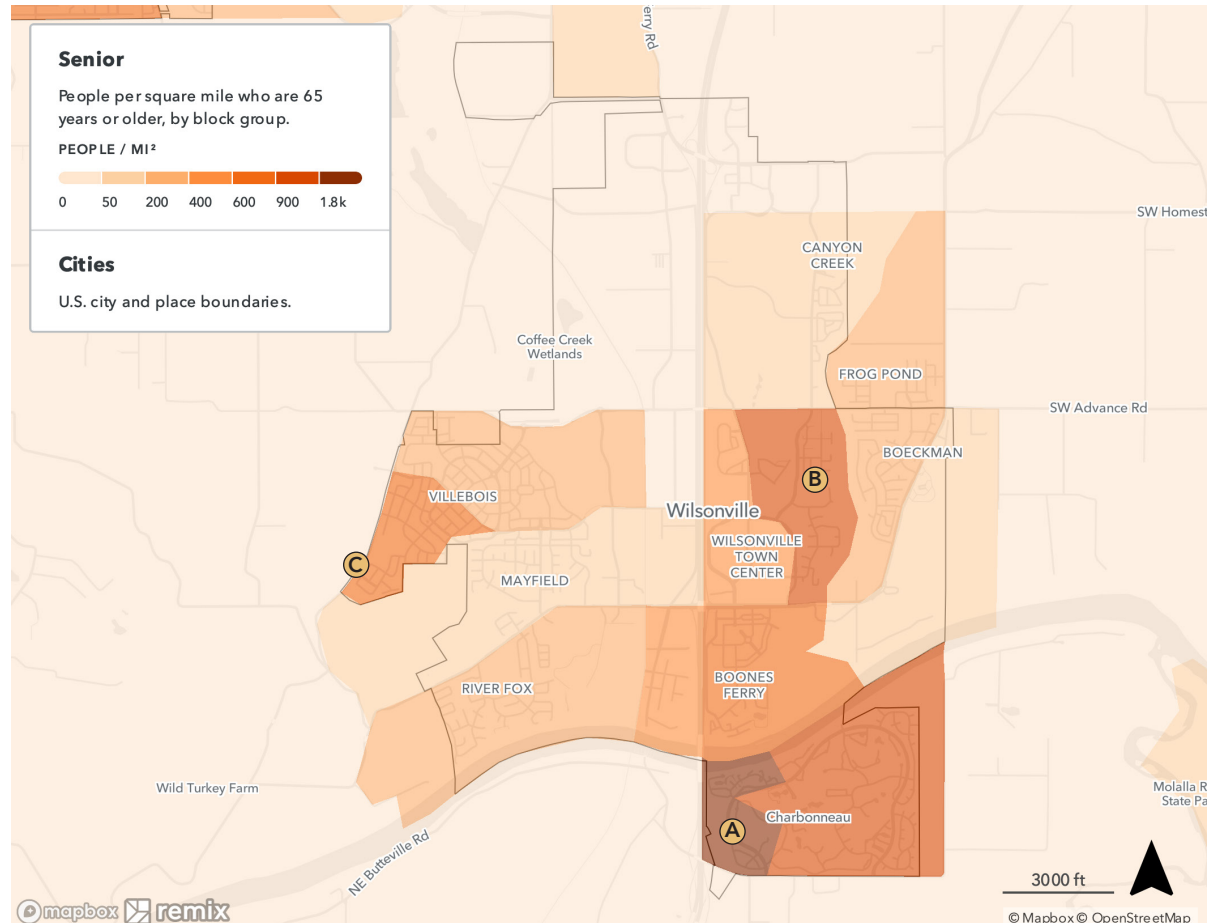 Senior
People per square mile who are 65
years or older, by block group.
PEOPLE / MI²
0 50 200 400 600 900 1.8k
Cities
U.S. city and place boundaries.
erry Rd
SW Homest
CANYON
CREEK
Coffee Creek
Wetlands
FROG POND
SW Advance Rd
BOECKMAN
B
VILLEBOIS
Wilsonville
WILSONVILLE
TOWN
CENTER
C
MAYFIELD
BOONES
FERRY
RIVER FOX
Wild Turkey Farm
Molalla R
State Pa
Charbonneau
A
NE Butteville Rd
3000 ft
mapbox remix
© Mapbox © OpenStreetMap